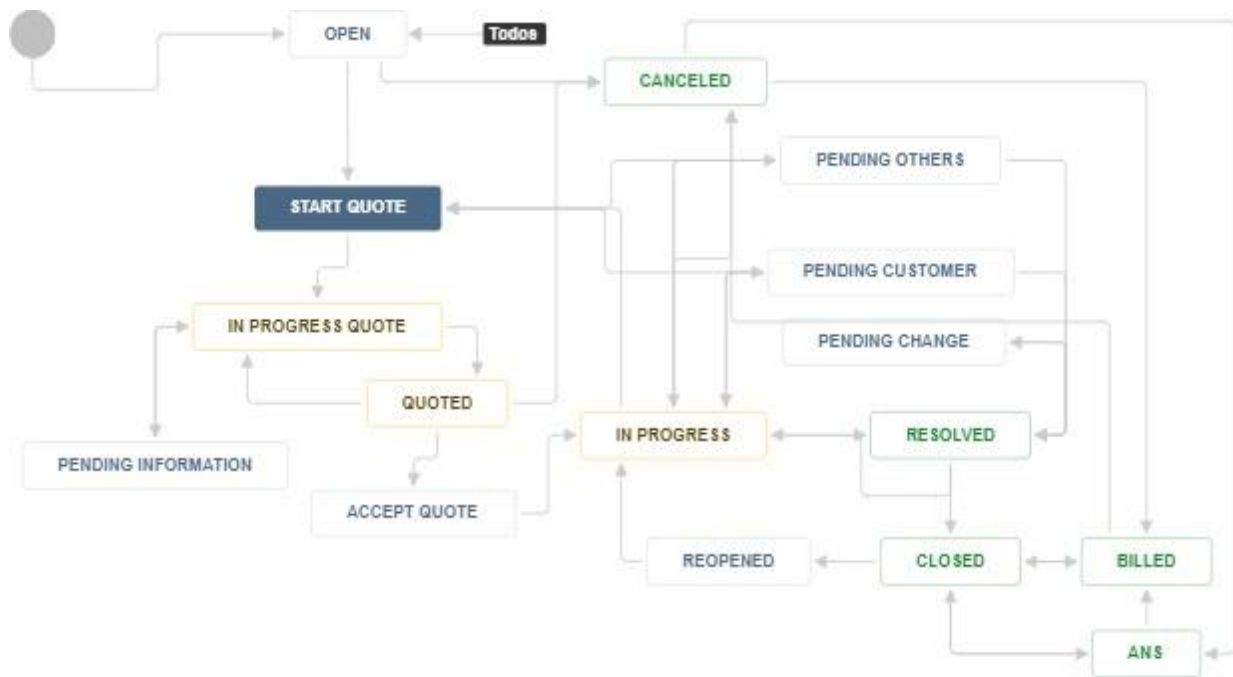 OPEN
Todos
CANCELED
PENDING OTHERS
START QUOTE
PENDING CUSTOMER
IN PROGRESS QUOTE
PENDING CHANGE
QUOTED
IN PROGRESS
RESOLVED
PENDING INFORMATION
ACCEPT QUOTE
REOPENED
CLOSED
BILLED
ANS